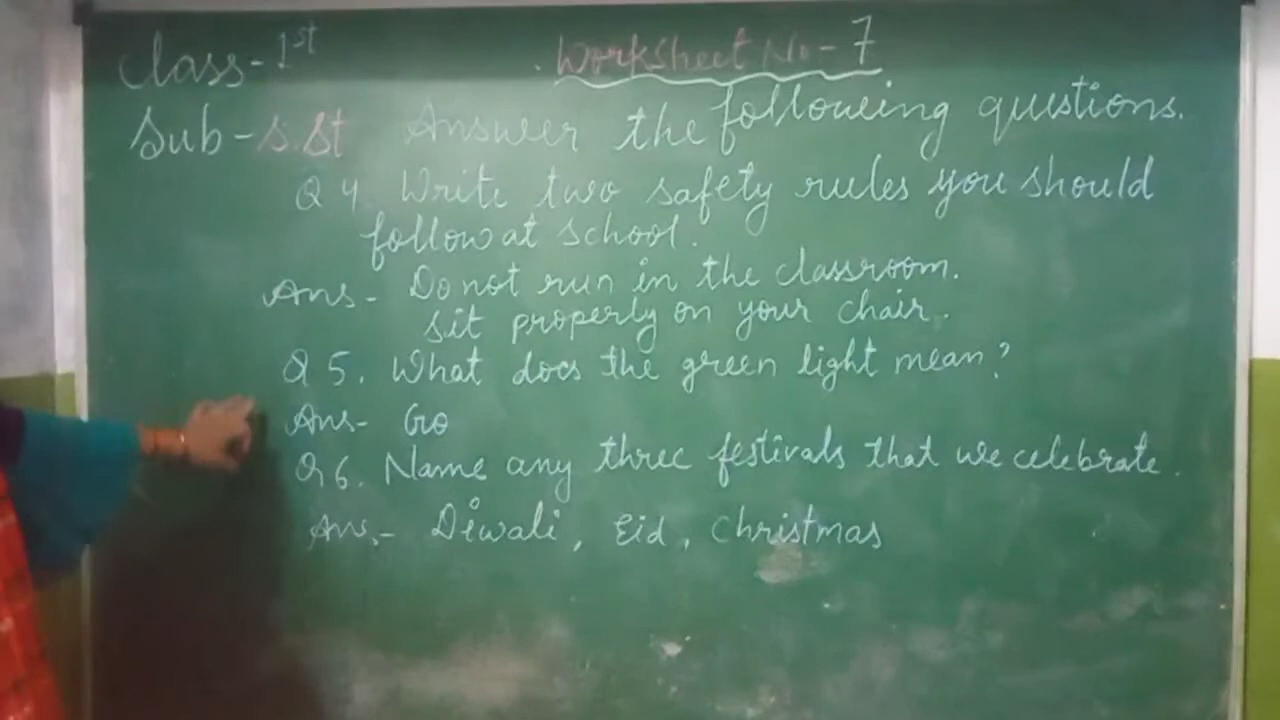 Class-1st
Worksheet No-7
Sub-S.St Answer the following questions.
Q 4. Write two safety rules you should
follow at school.
Ans- Do not run in the classroom.
Sit properly on your chair.
Q 5. What does the green light mean?
Ans- Go
Q 6. Name any three festivals that we celebrate.
Ans.- Diwali, Eid, Christmas